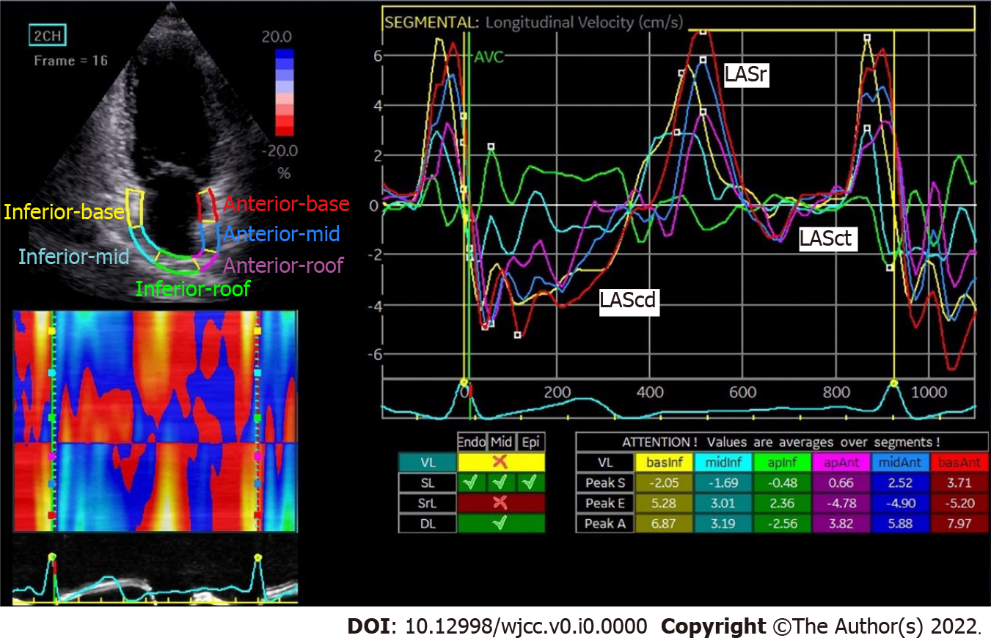 2CH
Frame = 16
20.0
-20.0
%
Inferior-base
Anterior-base
Anterior-mid
Inferior-mid
Anterior-roof
Inferior-roof
SEGMENTAL: Longitudinal Velocity (cm/s)
AVC
LASr
LASct
LAScd
6
4
2
0
-2
-4
-6
0 200 400 600 800 1000
Endo Mid Epi
VL
SL
SrL
DL
ATTENTION! Values are averages over segments!
VL basInf midInf apInf apAnt midAnt basAnt
Peak S -2.05 -1.69 -0.48 0.66 2.52 3.71
Peak E 5.28 3.01 2.36 -4.78 -4.90 -5.20
Peak A 6.87 3.19 -2.56 3.82 5.88 7.97
DOI: 10.12998/wjcc.v0.i0.0000 Copyright ©The Author(s) 2022.